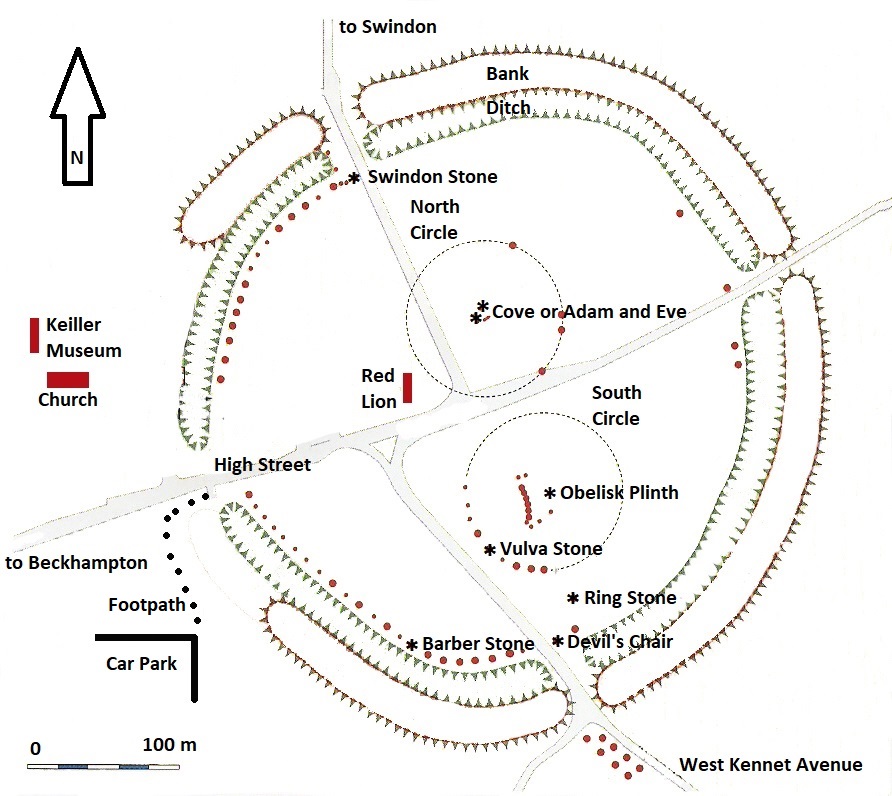 to Swindon
Bank
Ditch
N
Swindon Stone
North
Circle
Cove or Adam and Eve
Keiller
Museum
Church
Red
Lion
South
Circle
High Street
Obelisk Plinth
Vulva Stone
to Beckhampton
Footpath
Ring Stone
Barber Stone
Devil's Chair
Car Park
0
100 m
West Kennet Avenue